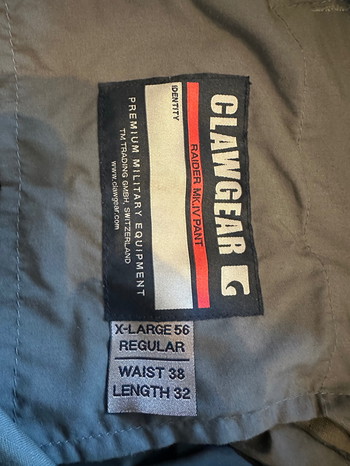 CLAWGEAR
RAIDER MK.IV PANT
IDENTITY
PREMIUM MILITARY EQUIPMENT
TM TRADING GMBH, SWITZERLAND
www.clawgear.com
X-LARGE 56
REGULAR
WAIST 38
LENGTH 32